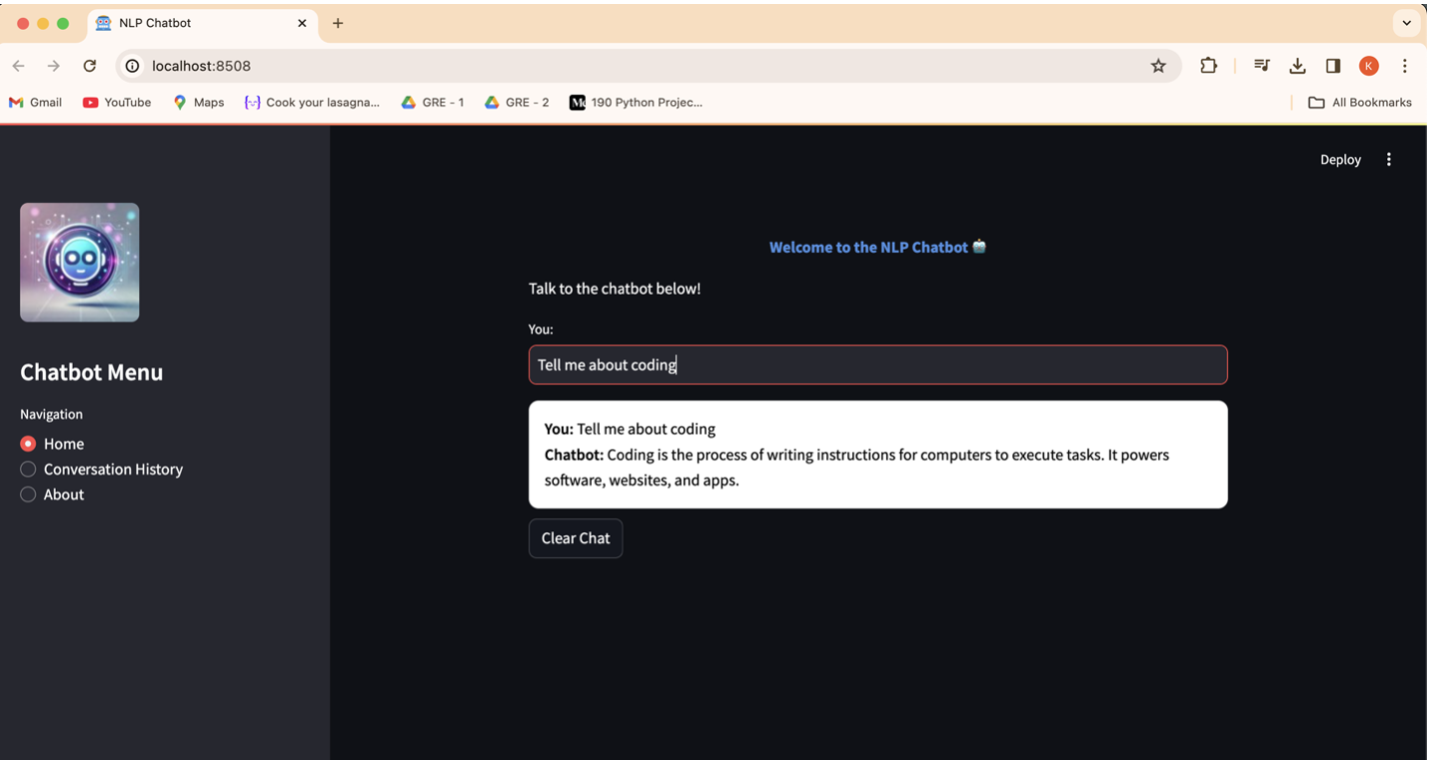 NLP Chatbot
localhost:8508
K
Gmail
YouTube
Maps
Cook your lasagna...
GRE - 1
GRE - 2
190 Python Projec...
All Bookmarks
Deploy
Chatbot Menu
Navigation
Home
Conversation History
About
Welcome to the NLP Chatbot
Talk to the chatbot below!
You:
Tell me about coding
You: Tell me about coding
Chatbot: Coding is the process of writing instructions for computers to execute tasks. It powers
software, websites, and apps.
Clear Chat